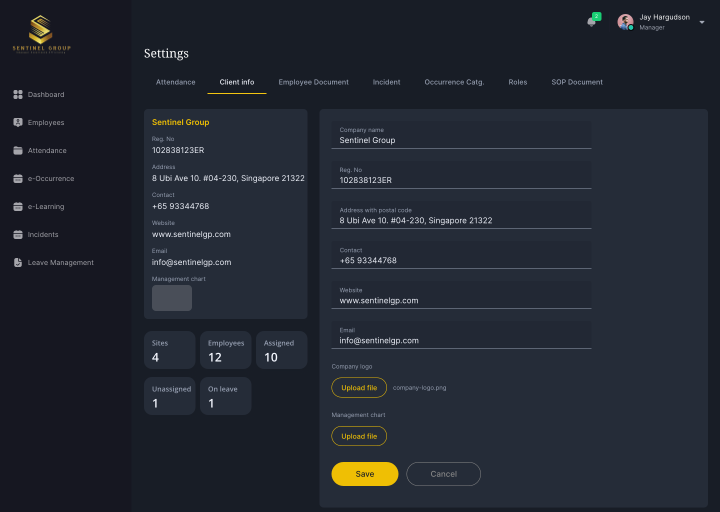 2
Jay Hargudson
Manager
SENTINEL GROUP
Settings
Attendance
Client info
Employee Document
Incident
Occurrence Catg.
Roles
SOP Document
Dashboard
Employees
Attendance
e-Occurrence
e-Learning
Incidents
Leave Management
Sentinel Group
Reg. No
102838123ER
Address
8 Ubi Ave 10. #04-230, Singapore 21322
Contact
+65 93344768
Website
www.sentinelgp.com
Email
info@sentinelgp.com
Management chart
Sites
4
Employees
12
Assigned
10
Unassigned
1
On leave
1
Company name
Sentinel Group
Reg. No
102838123ER
Address with postal code
8 Ubi Ave 10. #04-230, Singapore 21322
Contact
+65 93344768
Website
www.sentinelgp.com
Email
info@sentinelgp.com
Company logo
Upload file
company-logo.png
Management chart
Upload file
Save
Cancel